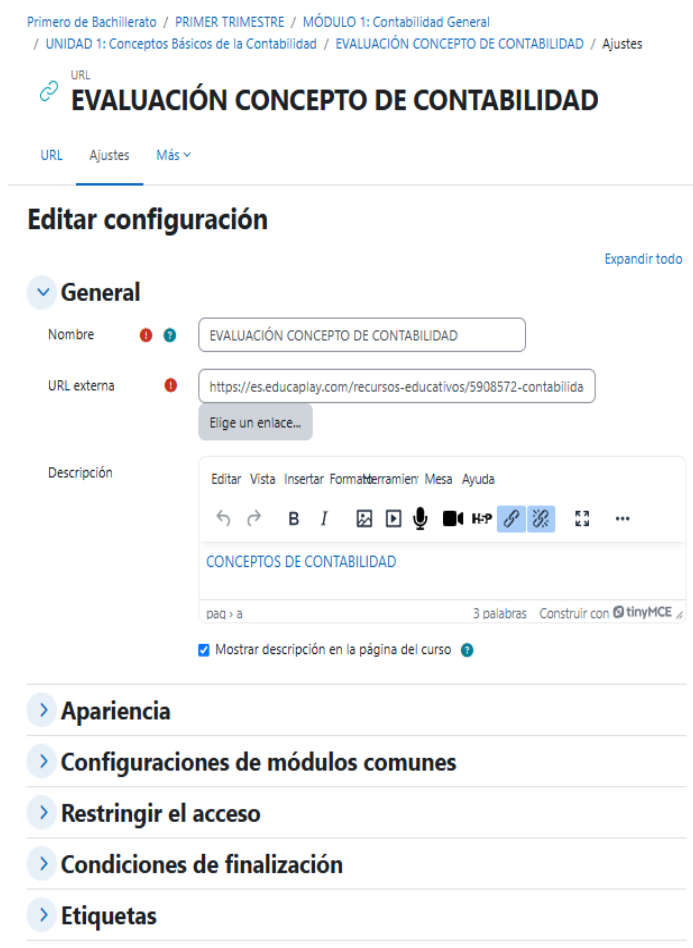 Primero de Bachillerato / PRIMER TRIMESTRE / MÓDULO 1: Contabilidad General
/ UNIDAD 1: Conceptos Básicos de la Contabilidad / EVALUACIÓN CONCEPTO DE CONTABILIDAD / Ajustes
URL
EVALUACIÓN CONCEPTO DE CONTABILIDAD
URL Ajustes Más
Editar configuración
Expandir todo
General
Nombre ! ? EVALUACIÓN CONCEPTO DE CONTABILIDAD
URL externa ! https://es.educaplay.com/recursos-educativos/5908572-contabilida
Elige un enlace...
Descripción
Editar Vista Insertar Formato Herramien Mesa Ayuda
B I H5P ...
CONCEPTOS DE CONTABILIDAD
pag › a 3 palabras Construir con tinyMCE
Mostrar descripción en la página del curso ?
Apariencia
Configuraciones de módulos comunes
Restringir el acceso
Condiciones de finalización
Etiquetas